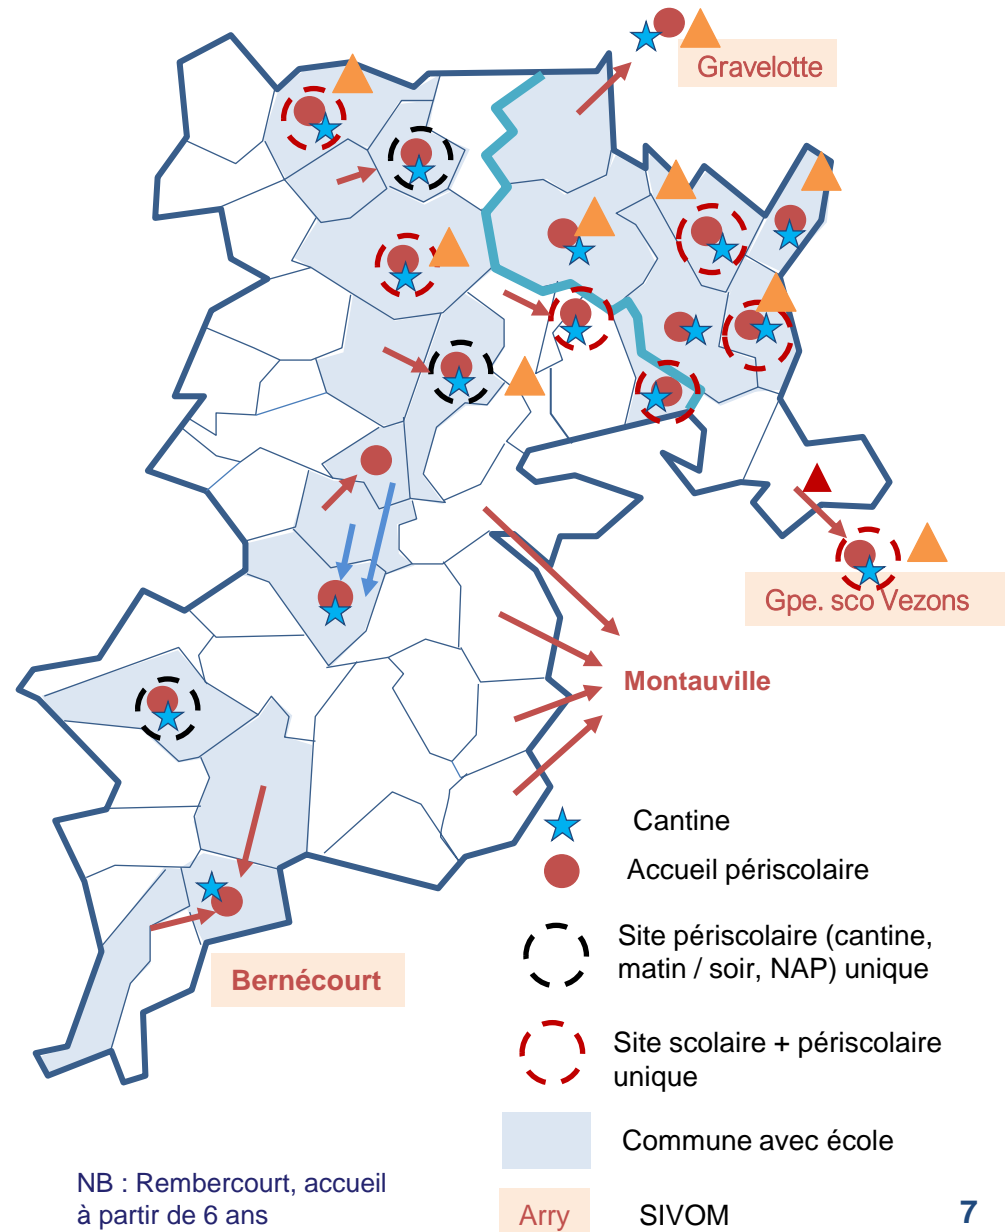 Gravelotte
Gpe. sco Vezons
Montauville
Cantine
Accueil périscolaire
Site périscolaire (cantine,
matin / soir, NAP) unique
Bernécourt
Site scolaire + périscolaire
unique
Commune avec école
NB : Rembercourt, accueil
à partir de 6 ans
Arry
SIVOM
7